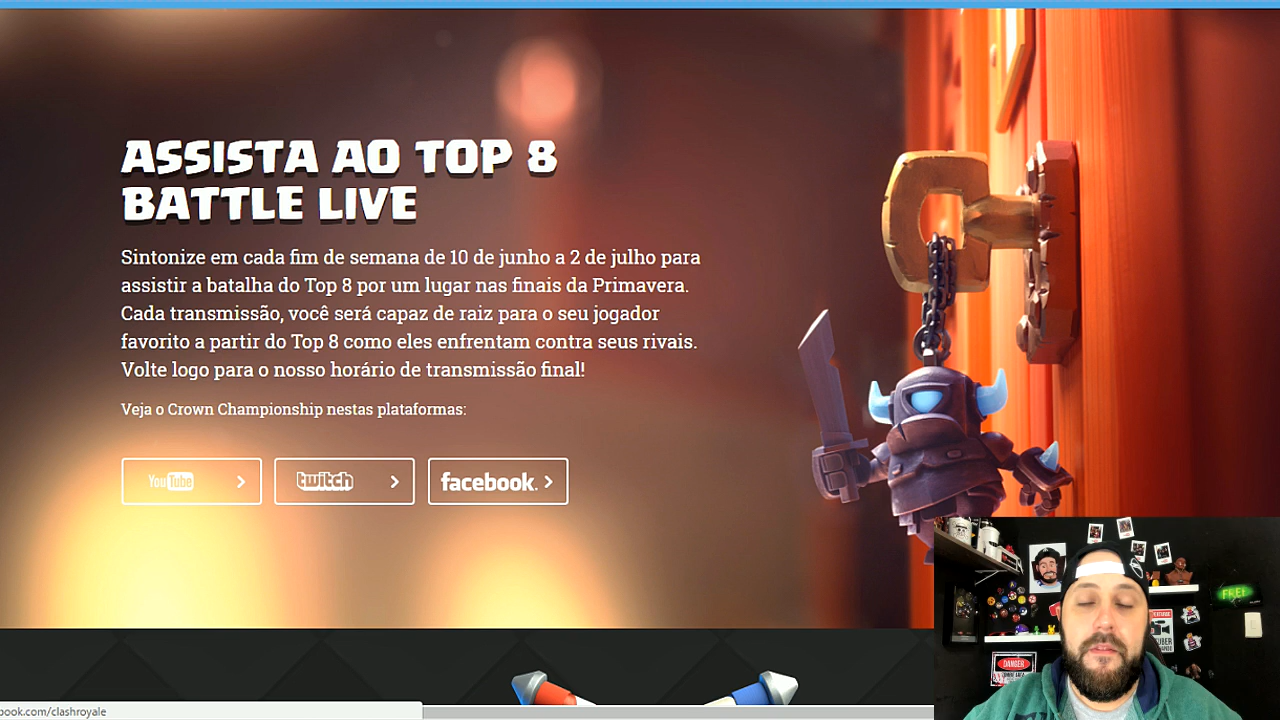 ASSISTA AO TOP 8
BATTLE LIVE
Sintonize em cada fim de semana de 10 de junho a 2 de julho para
assistir a batalha do Top 8 por um lugar nas finais da Primavera.
Cada transmissão, você será capaz de raiz para o seu jogador
favorito a partir do Top 8 como eles enfrentam contra seus rivais.
Volte logo para o nosso horário de transmissão final!
Veja o Crown Championship nestas plataformas:
YouTube
twitch
facebook.
FREE
DANGER
book.com/clashroyale